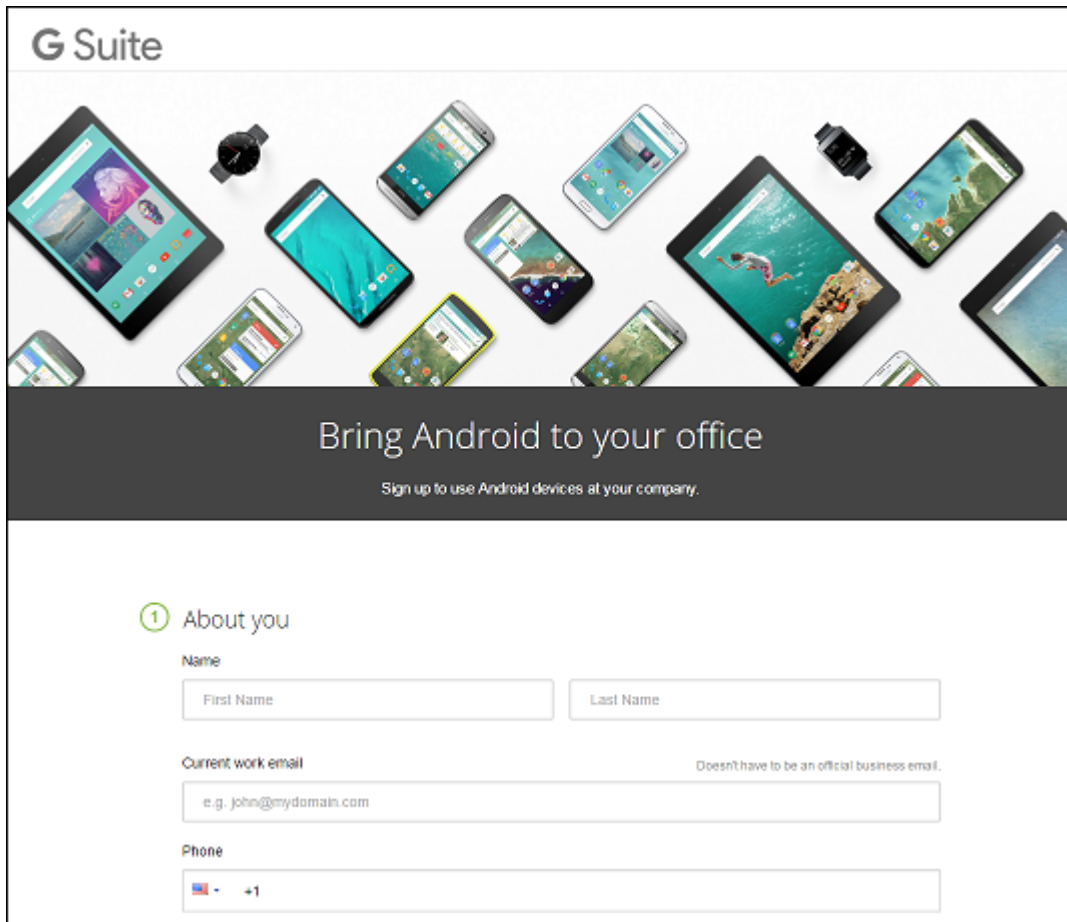 G Suite
Bring Android to your office
Sign up to use Android devices at your company.
1 About you
Name
First Name Last Name
Current work email Doesn't have to be an official business email.
e.g. john@mydomain.com
Phone
+1